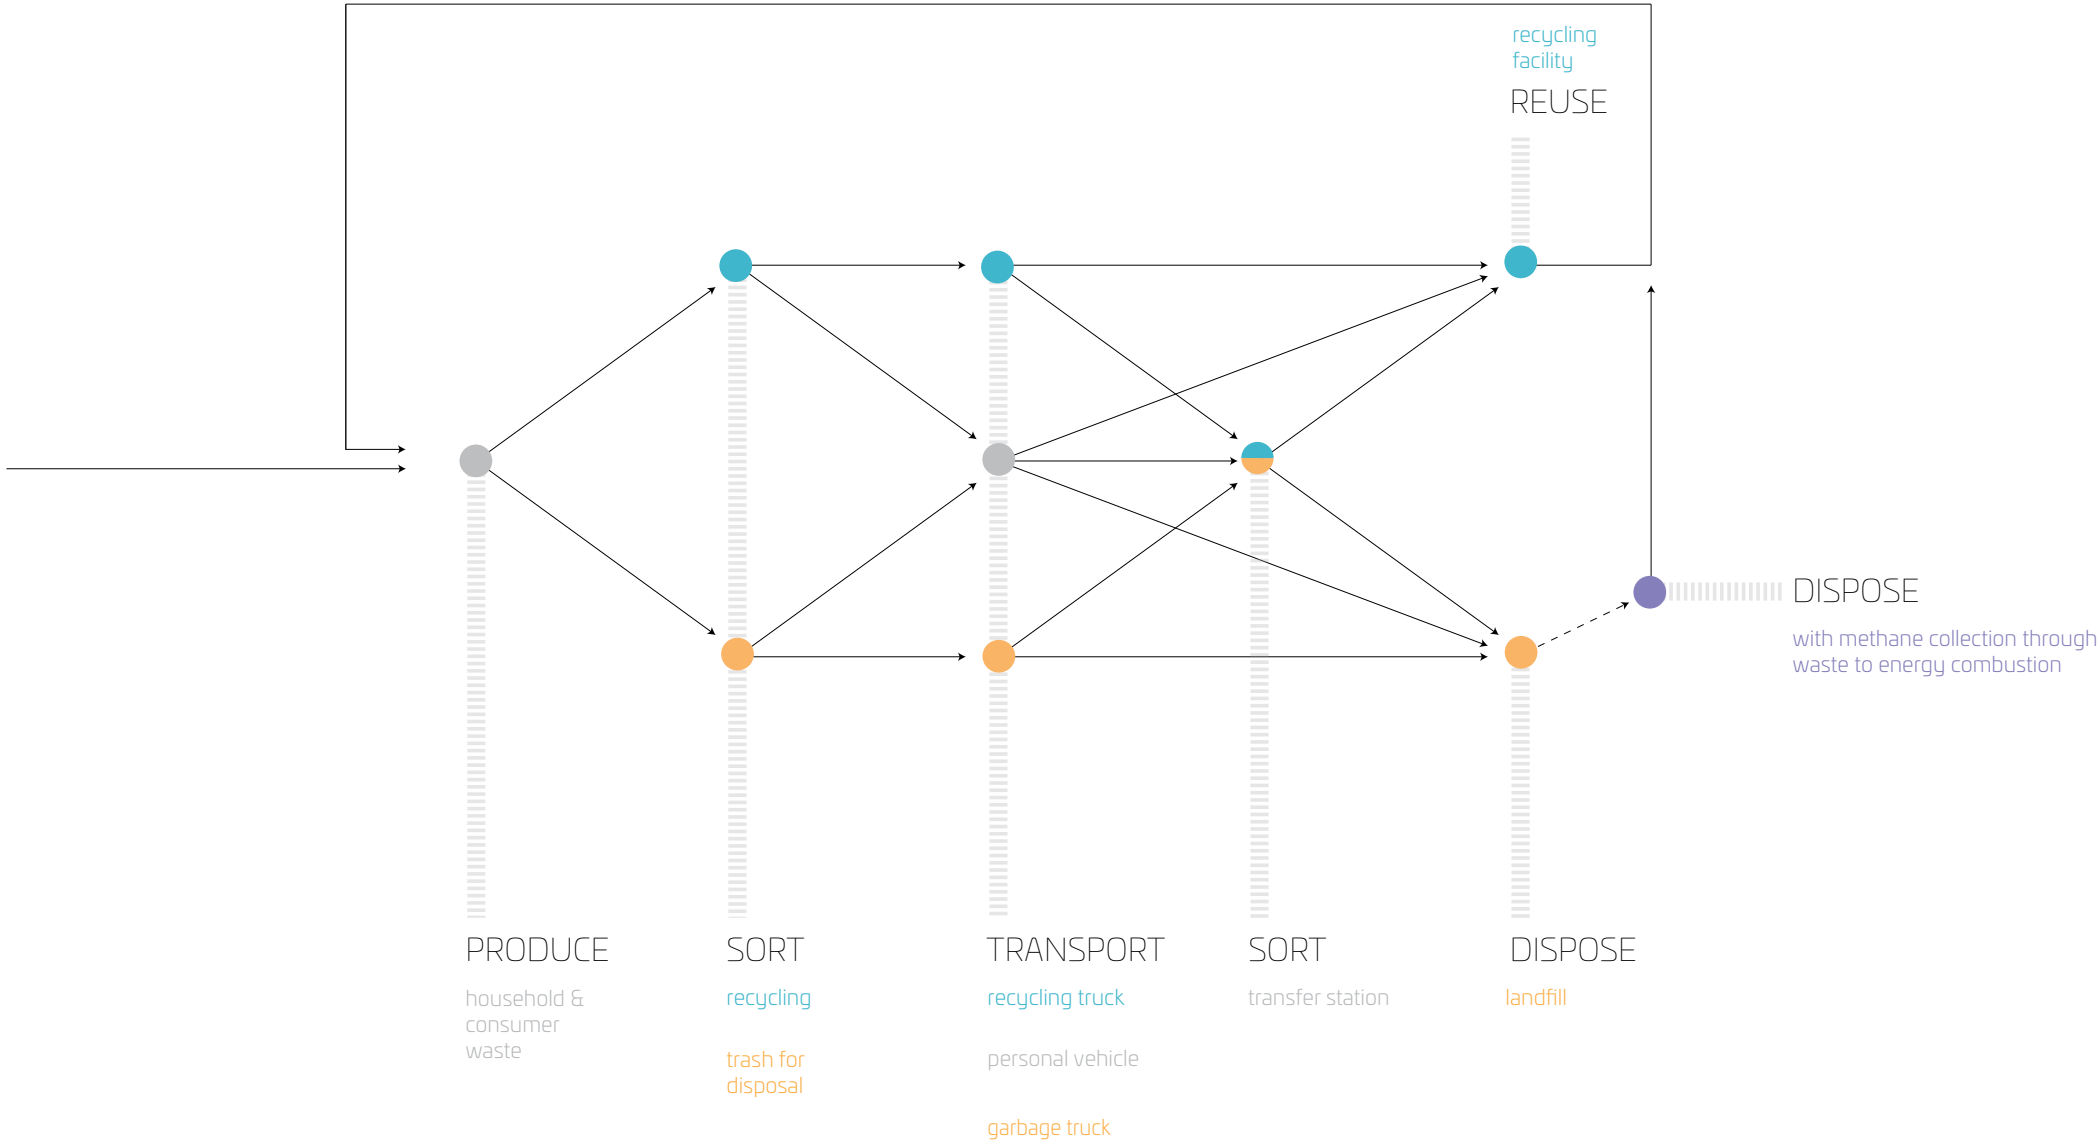 recycling
facility
REUSE
DISPOSE
with methane collection through
waste to energy combustion
PRODUCE
household &
consumer
waste
SORT
recycling
trash for
disposal
TRANSPORT
recycling truck
personal vehicle
garbage truck
SORT
transfer station
DISPOSE
landfill